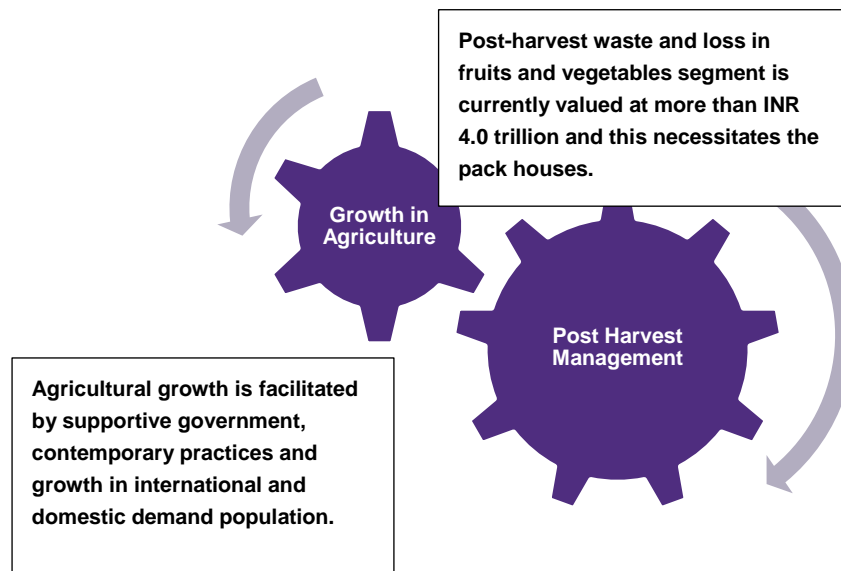 Post-harvest waste and loss in
fruits and vegetables segment is
currently valued at more than INR
4.0 trillion and this necessitates the
pack houses.
Growth in
Agriculture
Post Harvest
Management
Agricultural growth is facilitated
by supportive government,
contemporary practices and
growth in international and
domestic demand population.